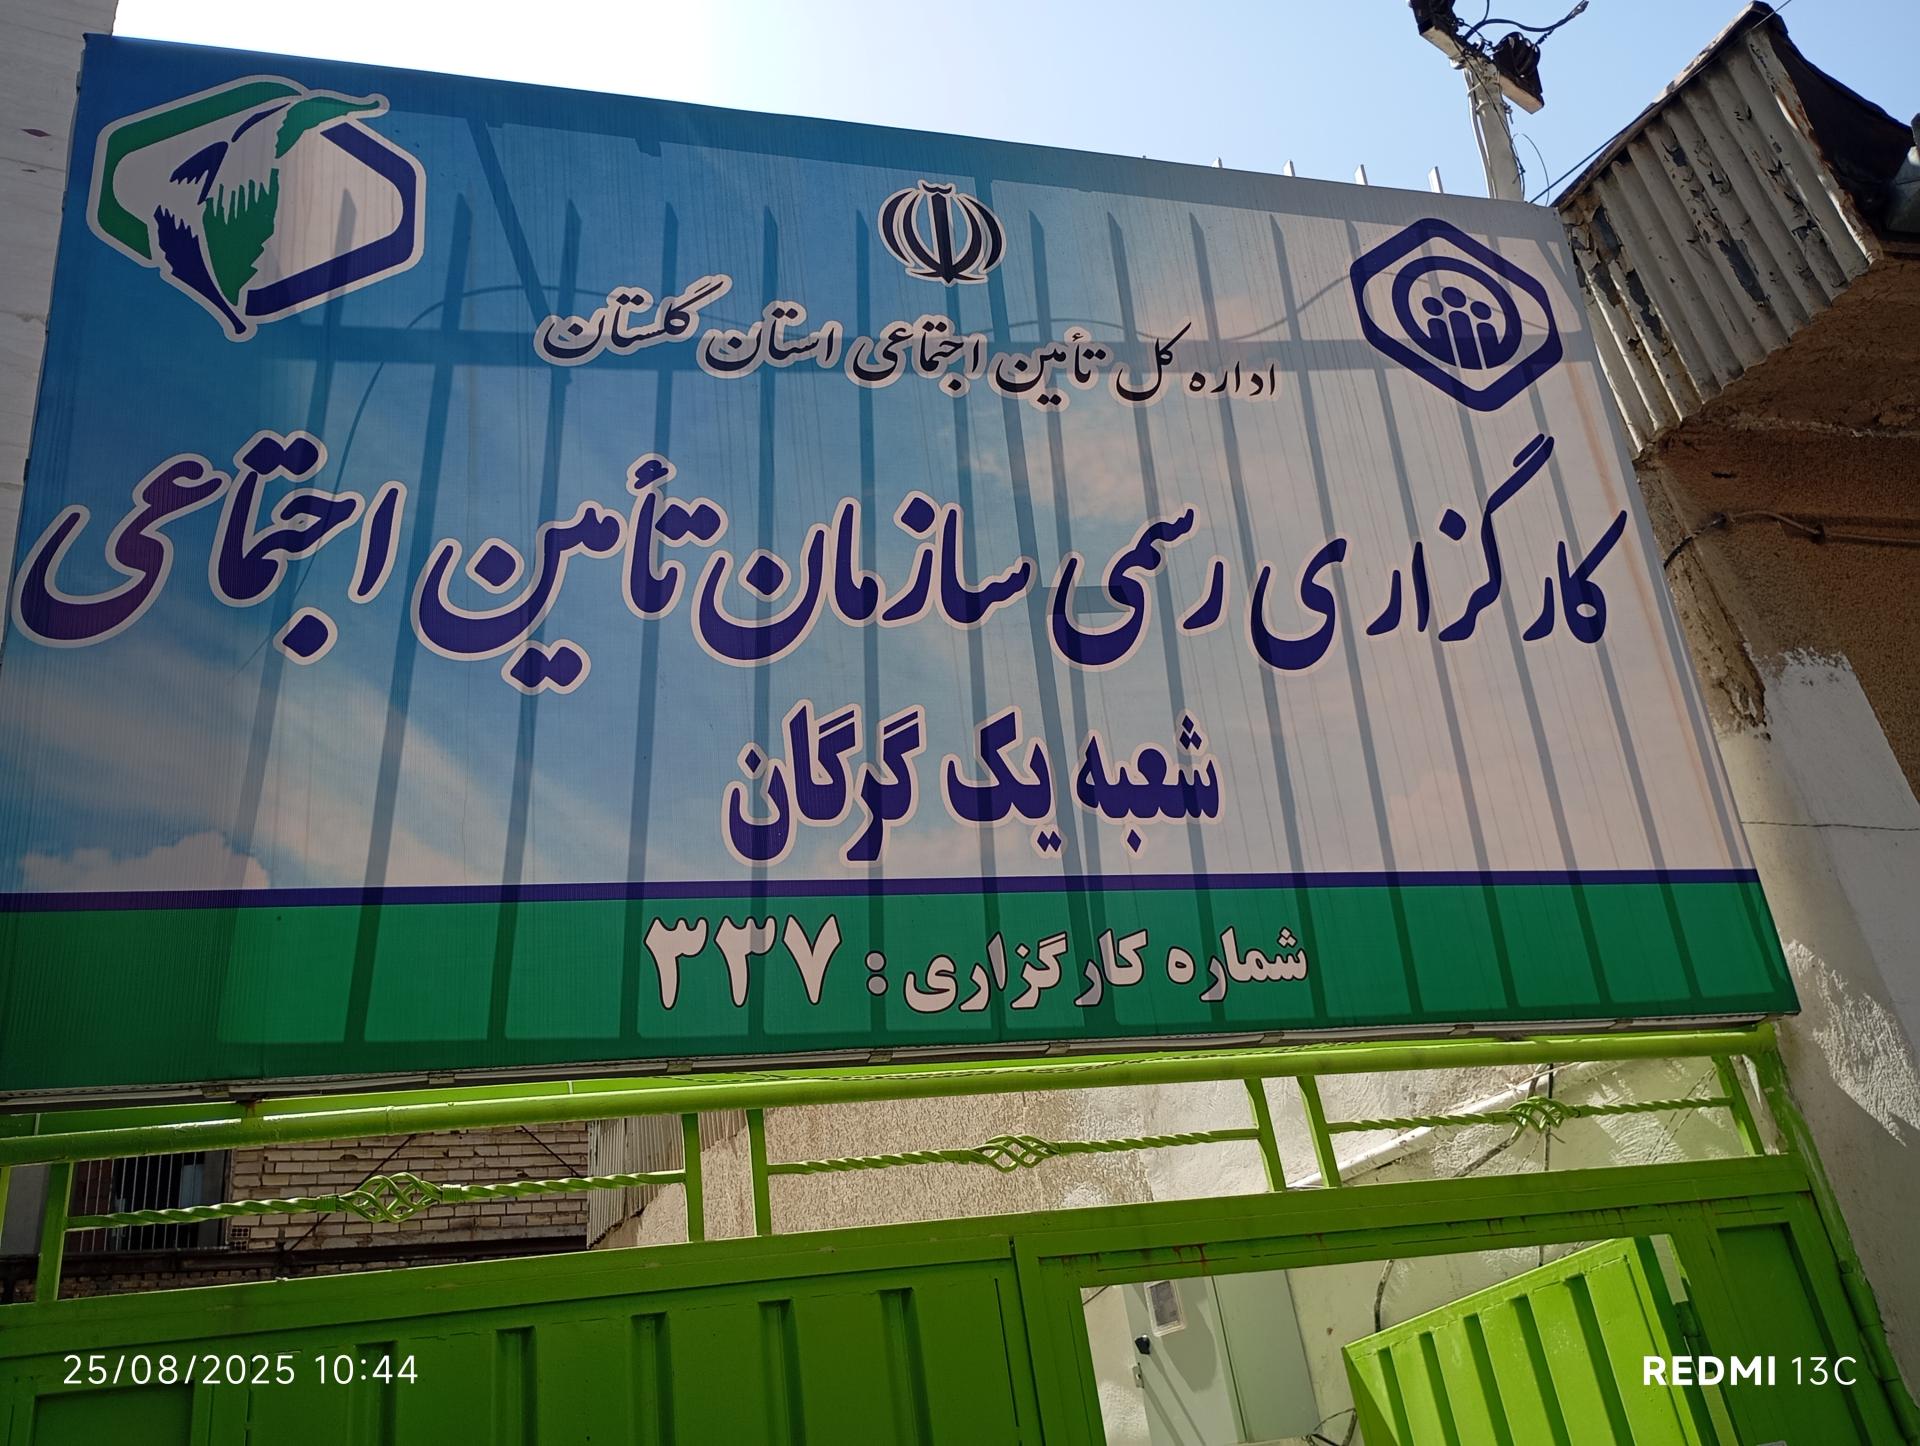 اداره کل تأمین اجتماعی استان گلستان
کارگزاری رسمی سازمان تأمین اجتماعی
شعبه یک گرگان
شماره کارگزاری : ۳۳۷
25/08/2025 10:44
REDMI 13C